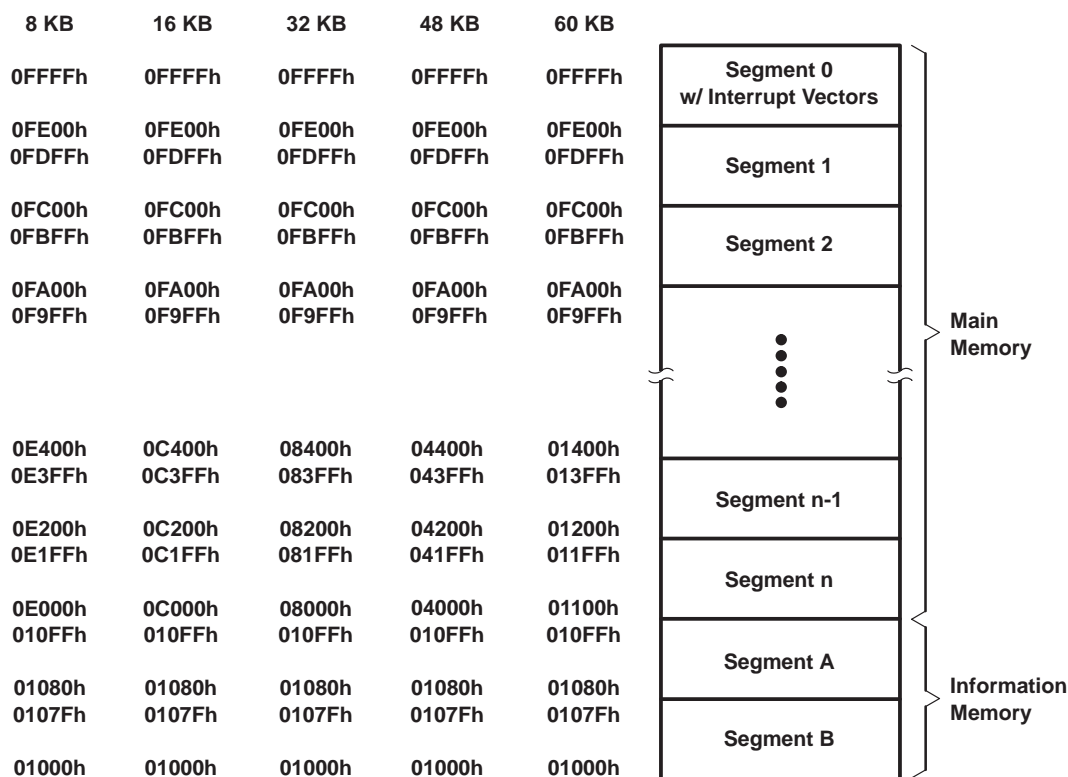 8 KB 16 KB 32 KB 48 KB 60 KB
0FFFFh 0FFFFh 0FFFFh 0FFFFh 0FFFFh
Segment 0
w/ Interrupt Vectors
0FE00h 0FE00h 0FE00h 0FE00h 0FE00h
0FDFFh 0FDFFh 0FDFFh 0FDFFh 0FDFFh
Segment 1
0FC00h 0FC00h 0FC00h 0FC00h 0FC00h
0FBFFh 0FBFFh 0FBFFh 0FBFFh 0FBFFh
Segment 2
0FA00h 0FA00h 0FA00h 0FA00h 0FA00h
0F9FFh 0F9FFh 0F9FFh 0F9FFh 0F9FFh
Main
Memory
0E400h 0C400h 08400h 04400h 01400h
0E3FFh 0C3FFh 083FFh 043FFh 013FFh
Segment n-1
0E200h 0C200h 08200h 04200h 01200h
0E1FFh 0C1FFh 081FFh 041FFh 011FFh
Segment n
0E000h 0C000h 08000h 04000h 01100h
010FFh 010FFh 010FFh 010FFh 010FFh
Segment A
01080h 01080h 01080h 01080h 01080h
0107Fh 0107Fh 0107Fh 0107Fh 0107Fh
Information
Memory
Segment B
01000h 01000h 01000h 01000h 01000h